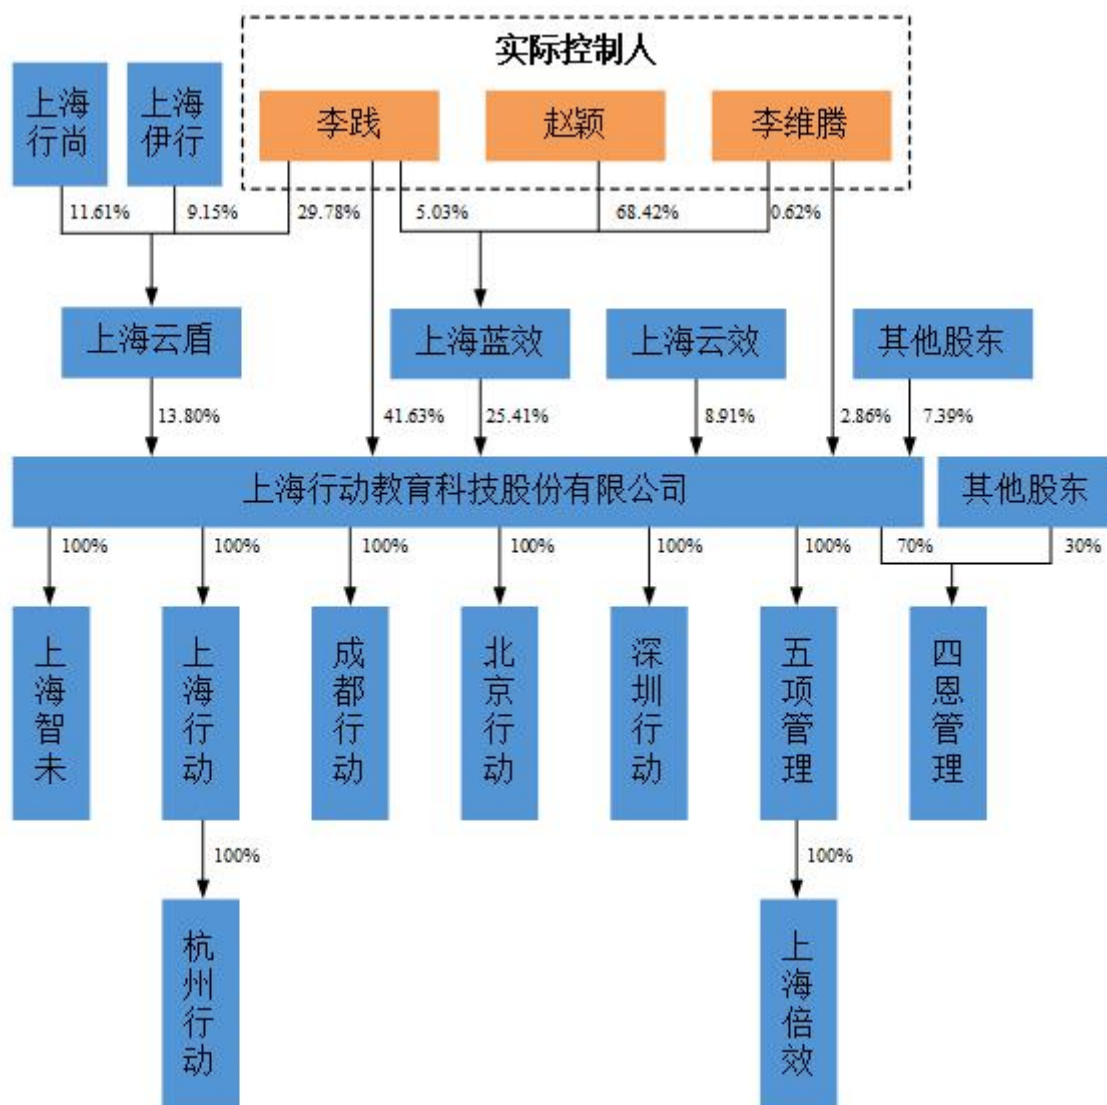 实际控制人
上海
行尚
上海
伊行
李践
赵颖
李维腾
11.61%
9.15%
29.78%
5.03%
68.42%
0.62%
上海云盾
上海蓝效
上海云效
其他股东
13.80%
41.63%
25.41%
8.91%
2.86%
7.39%
上海行动教育科技股份有限公司
其他股东
100%
100%
100%
100%
100%
100%
70%
30%
上海智未
上海行动
成都行动
北京行动
深圳行动
五项管理
四恩管理
100%
100%
杭州行动
上海倍效